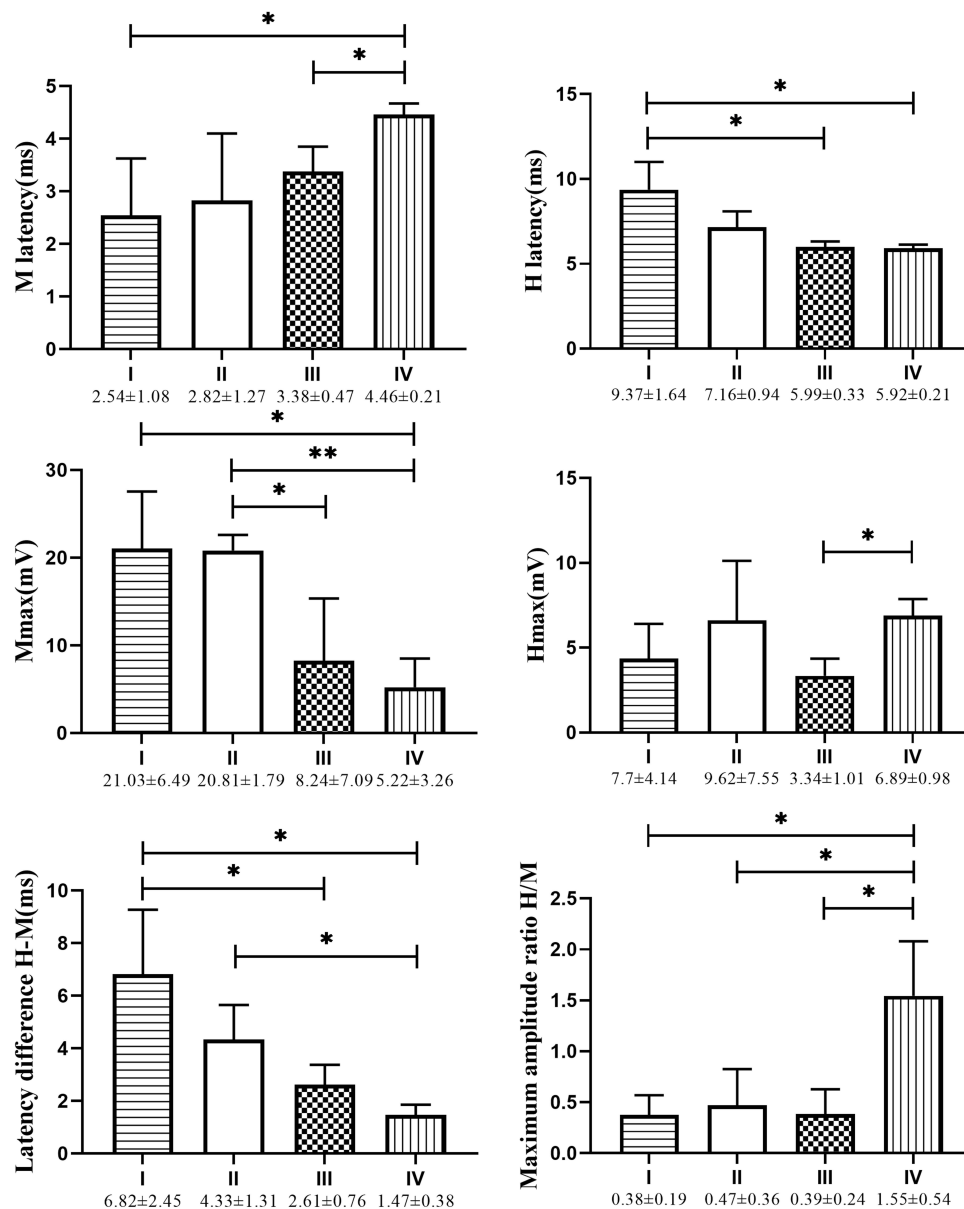 *
*
M latency(ms)
5
4
3
2
1
0
I II III IV
2.54±1.08 2.82±1.27 3.38±0.47 4.46±0.21
*
*
H latency(ms)
15
10
5
0
I II III IV
9.37±1.64 7.16±0.94 5.99±0.33 5.92±0.21
*
**
*
Mmax(mV)
30
20
10
0
I II III IV
21.03±6.49 20.81±1.79 8.24±7.09 5.22±3.26
*
Hmax(mV)
15
10
5
0
I II III IV
7.7±4.14 9.62±7.55 3.34±1.01 6.89±0.98
*
*
*
Latency difference H-M(ms)
10
8
6
4
2
0
I II III IV
6.82±2.45 4.33±1.31 2.61±0.76 1.47±0.38
*
*
*
Maximum amplitude ratio H/M
2.5
2.0
1.5
1.0
0.5
0.0
I II III IV
0.38±0.19 0.47±0.36 0.39±0.24 1.55±0.54